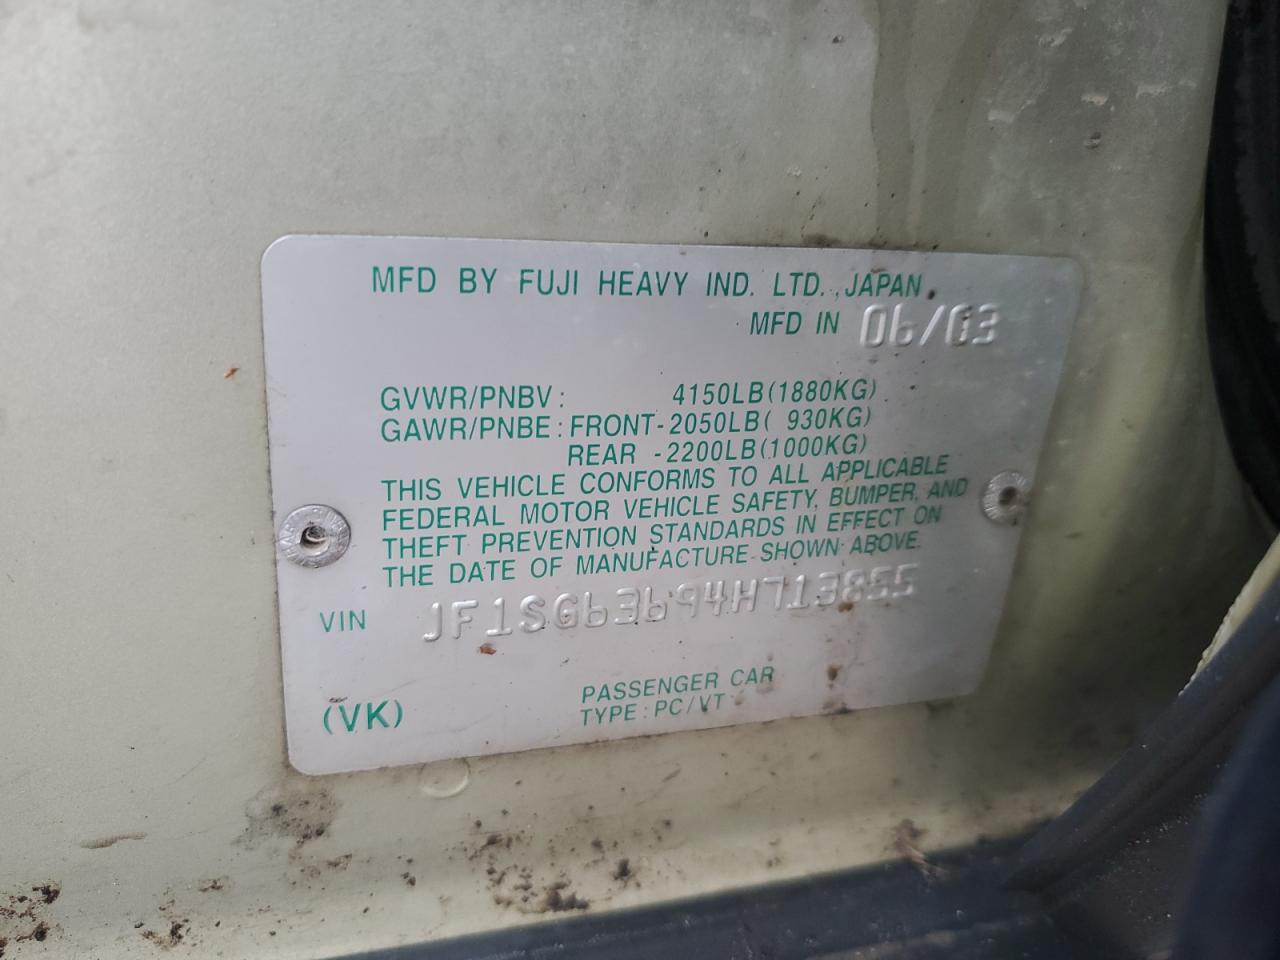 MFD BY FUJI HEAVY IND. LTD., JAPAN.
MFD IN 06/03
GVWR/PNBV: 4150LB(1880KG)
GAWR/PNBE: FRONT-2050LB( 930KG)
REAR -2200LB(1000KG)
THIS VEHICLE CONFORMS TO ALL APPLICABLE
FEDERAL MOTOR VEHICLE SAFETY, BUMPER, AND
THEFT PREVENTION STANDARDS IN EFFECT ON
THE DATE OF MANUFACTURE SHOWN ABOVE.
VIN JF1SG63694H713855
PASSENGER CAR
(VK) TYPE: PC/VT